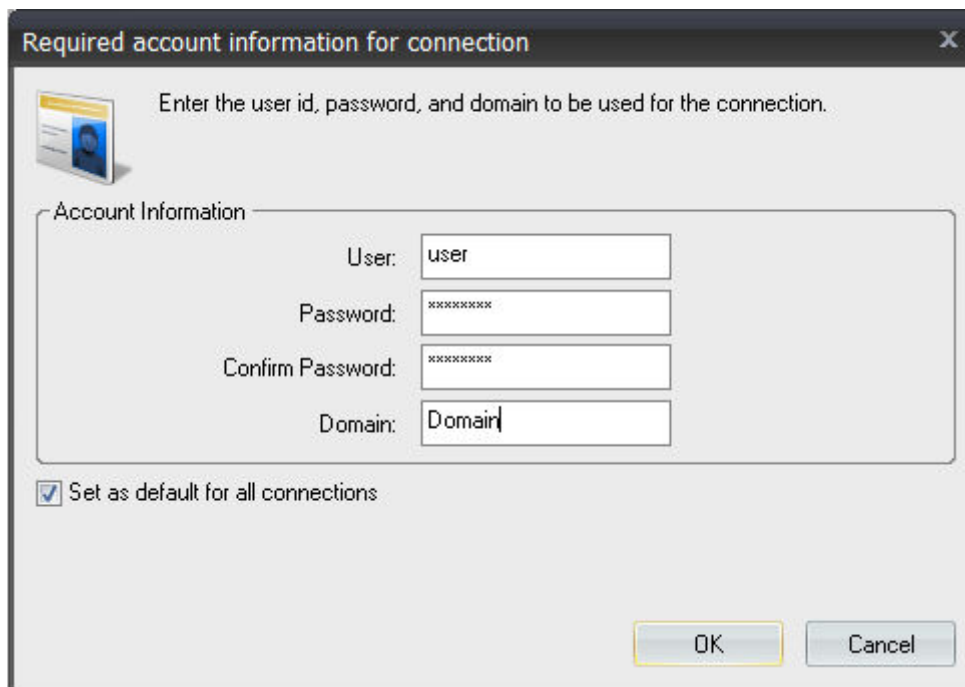 Required account information for connection
X
Enter the user id, password, and domain to be used for the connection.
Account Information
User: user
Password: ********
Confirm Password: ********
Domain: Domain
Set as default for all connections
OK Cancel